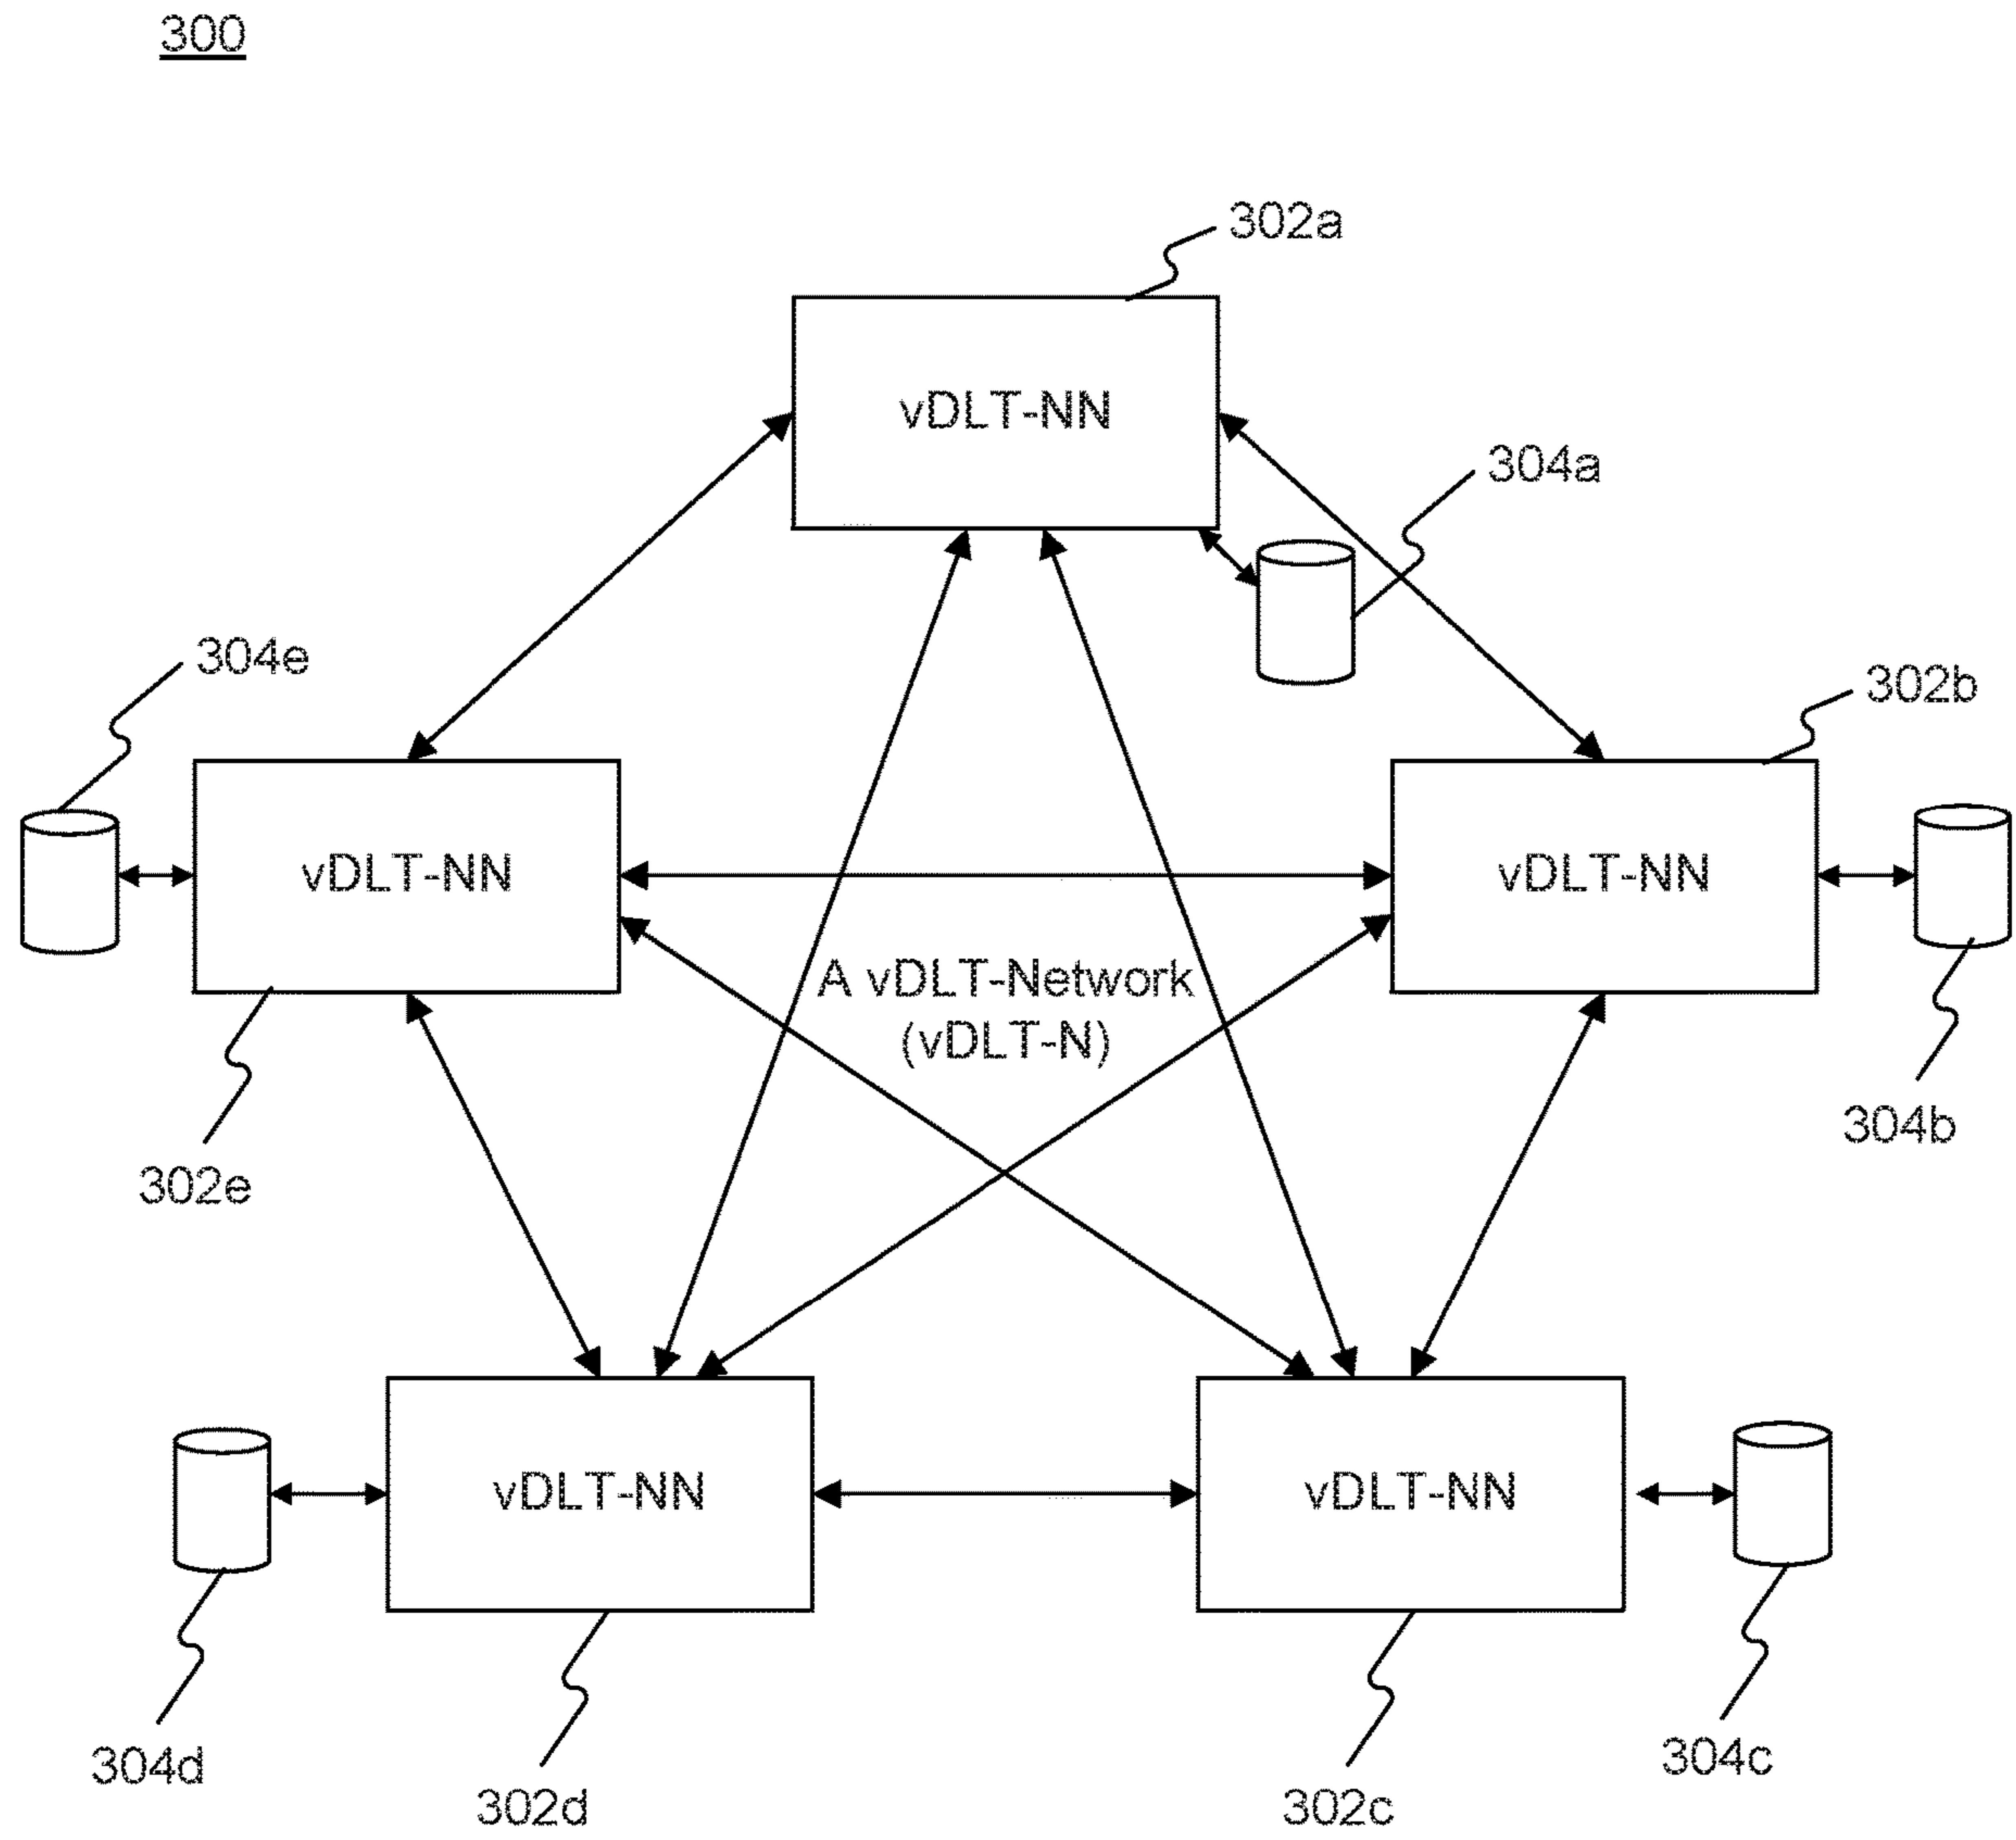 300
302a
vDLT-NN
304a
304e
302b
vDLT-NN
vDLT-NN
A vDLT-Network
(vDLT-N)
304b
302e
vDLT-NN
vDLT-NN
304d
304c
302d
302c